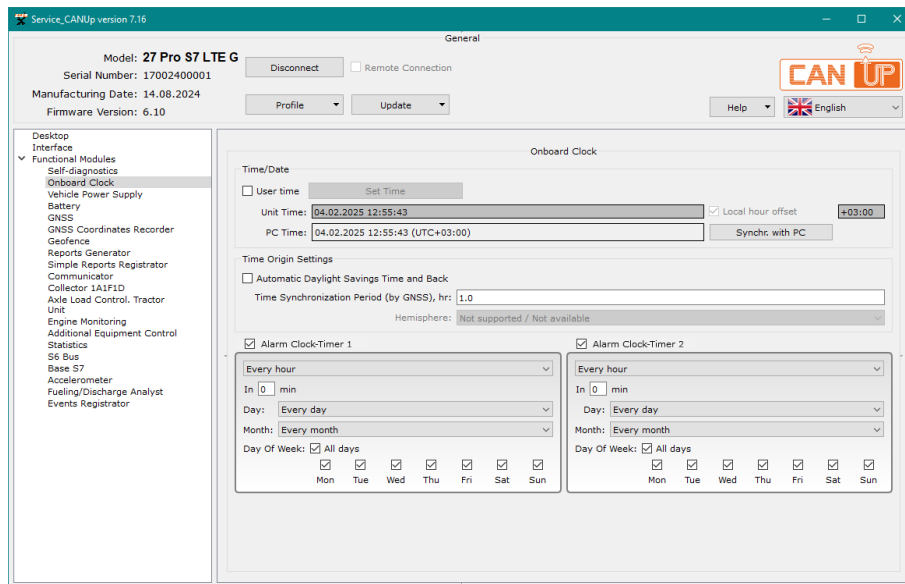 Service_CANUp version 7.16
General
Model: 27 Pro S7 LTE G
Serial Number: 17002400001
Manufacturing Date: 14.08.2024
Firmware Version: 6.10
Disconnect
Remote Connection
Profile
Update
CAN UP
Help
English
Desktop
Interface
Functional Modules
Self-diagnostics
Onboard Clock
Vehicle Power Supply
Battery
GNSS
GNSS Coordinates Recorder
Geofence
Reports Generator
Simple Reports Registrator
Communicator
Collector 1A1F1D
Axle Load Control. Tractor
Unit
Engine Monitoring
Additional Equipment Control
Statistics
S6 Bus
Base S7
Accelerometer
Fueling/Discharge Analyst
Events Registrator
Onboard Clock
Time/Date
User time
Set Time
Unit Time: 04.02.2025 12:55:43
Local hour offset
+03:00
PC Time: 04.02.2025 12:55:43 (UTC+03:00)
Synchr. with PC
Time Origin Settings
Automatic Daylight Savings Time and Back
Time Synchronization Period (by GNSS), hr: 1.0
Hemisphere: Not supported / Not available
Alarm Clock-Timer 1
Every hour
In 0 min
Day: Every day
Month: Every month
Day Of Week: All days
Mon Tue Wed Thu Fri Sat Sun
Alarm Clock-Timer 2
Every hour
In 0 min
Day: Every day
Month: Every month
Day Of Week: All days
Mon Tue Wed Thu Fri Sat Sun